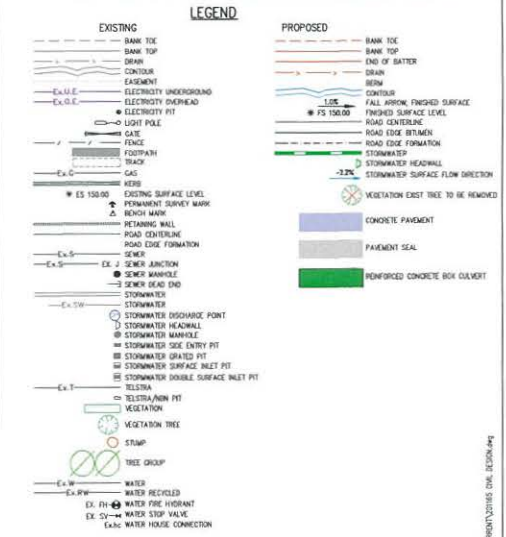 LEGEND
EXISTING
BANK TOE
BANK TOP
DRAIN
CONTOUR
EASEMENT
Ex.U.E. ELECTRICITY UNDERGROUND
Ex.O.E. ELECTRICITY OVERHEAD
ELECTRICITY PIT
LIGHT POLE
GATE
FENCE
FOOTPATH
TRACK
Ex.G GAS
KERB
ES 150.00 EXISTING SURFACE LEVEL
PERMANENT SURVEY MARK
BENCH MARK
RETAINING WALL
ROAD CENTERLINE
ROAD EDGE FORMATION
Ex.S SEWER
Ex.S EX. J SEWER JUNCTION
SEWER MANHOLE
SEWER DEAD END
STORMWATER
Ex.SW STORMWATER
STORMWATER DISCHARGE POINT
STORMWATER HEADWALL
STORMWATER MANHOLE
STORMWATER SIDE ENTRY PIT
STORMWATER GRATED PIT
STORMWATER SURFACE INLET PIT
STORMWATER DOUBLE SURFACE INLET PIT
Ex.T TELSTRA
TELSTRA/NBN PIT
VEGETATION
VEGETATION TREE
STUMP
TREE GROUP
Ex.W WATER
Ex.RW WATER RECYCLED
EX. FH WATER FIRE HYDRANT
EX. SV WATER STOP VALVE
Ex.hc WATER HOUSE CONNECTION
PROPOSED
BANK TOE
BANK TOP
END OF BATTER
DRAIN
BERM
CONTOUR
1.0% FALL ARROW, FINISHED SURFACE
FS 150.00 FINISHED SURFACE LEVEL
ROAD CENTERLINE
ROAD EDGE BITUMEN
ROAD EDGE FORMATION
STORMWATER
STORMWATER HEADWALL
-3.2% STORMWATER SURFACE FLOW DIRECTION
VEGETATION EXIST TREE TO BE REMOVED
CONCRETE PAVEMENT
PAVEMENT SEAL
REINFORCED CONCRETE BOX CULVERT
RENT\201165 CIVIL DESIGN.dwg